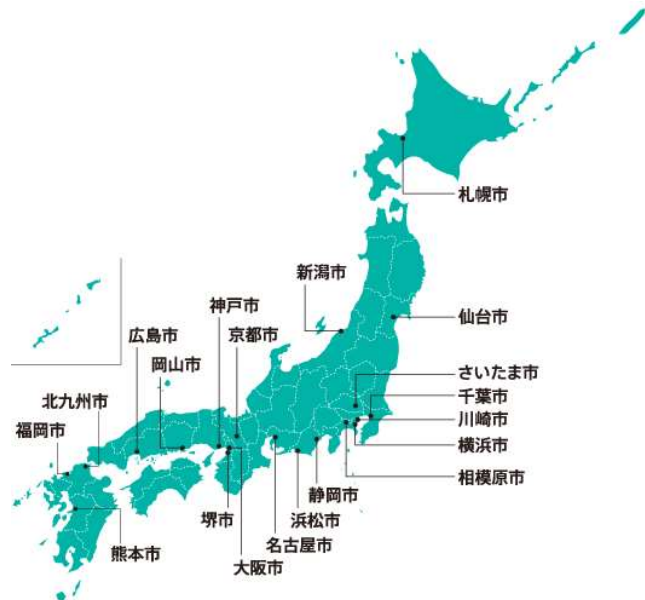 札幌市
新潟市
神戸市
仙台市
広島市
京都市
岡山市
さいたま市
千葉市
北九州市
川崎市
福岡市
横浜市
相模原市
静岡市
堺市
浜松市
名古屋市
熊本市
大阪市